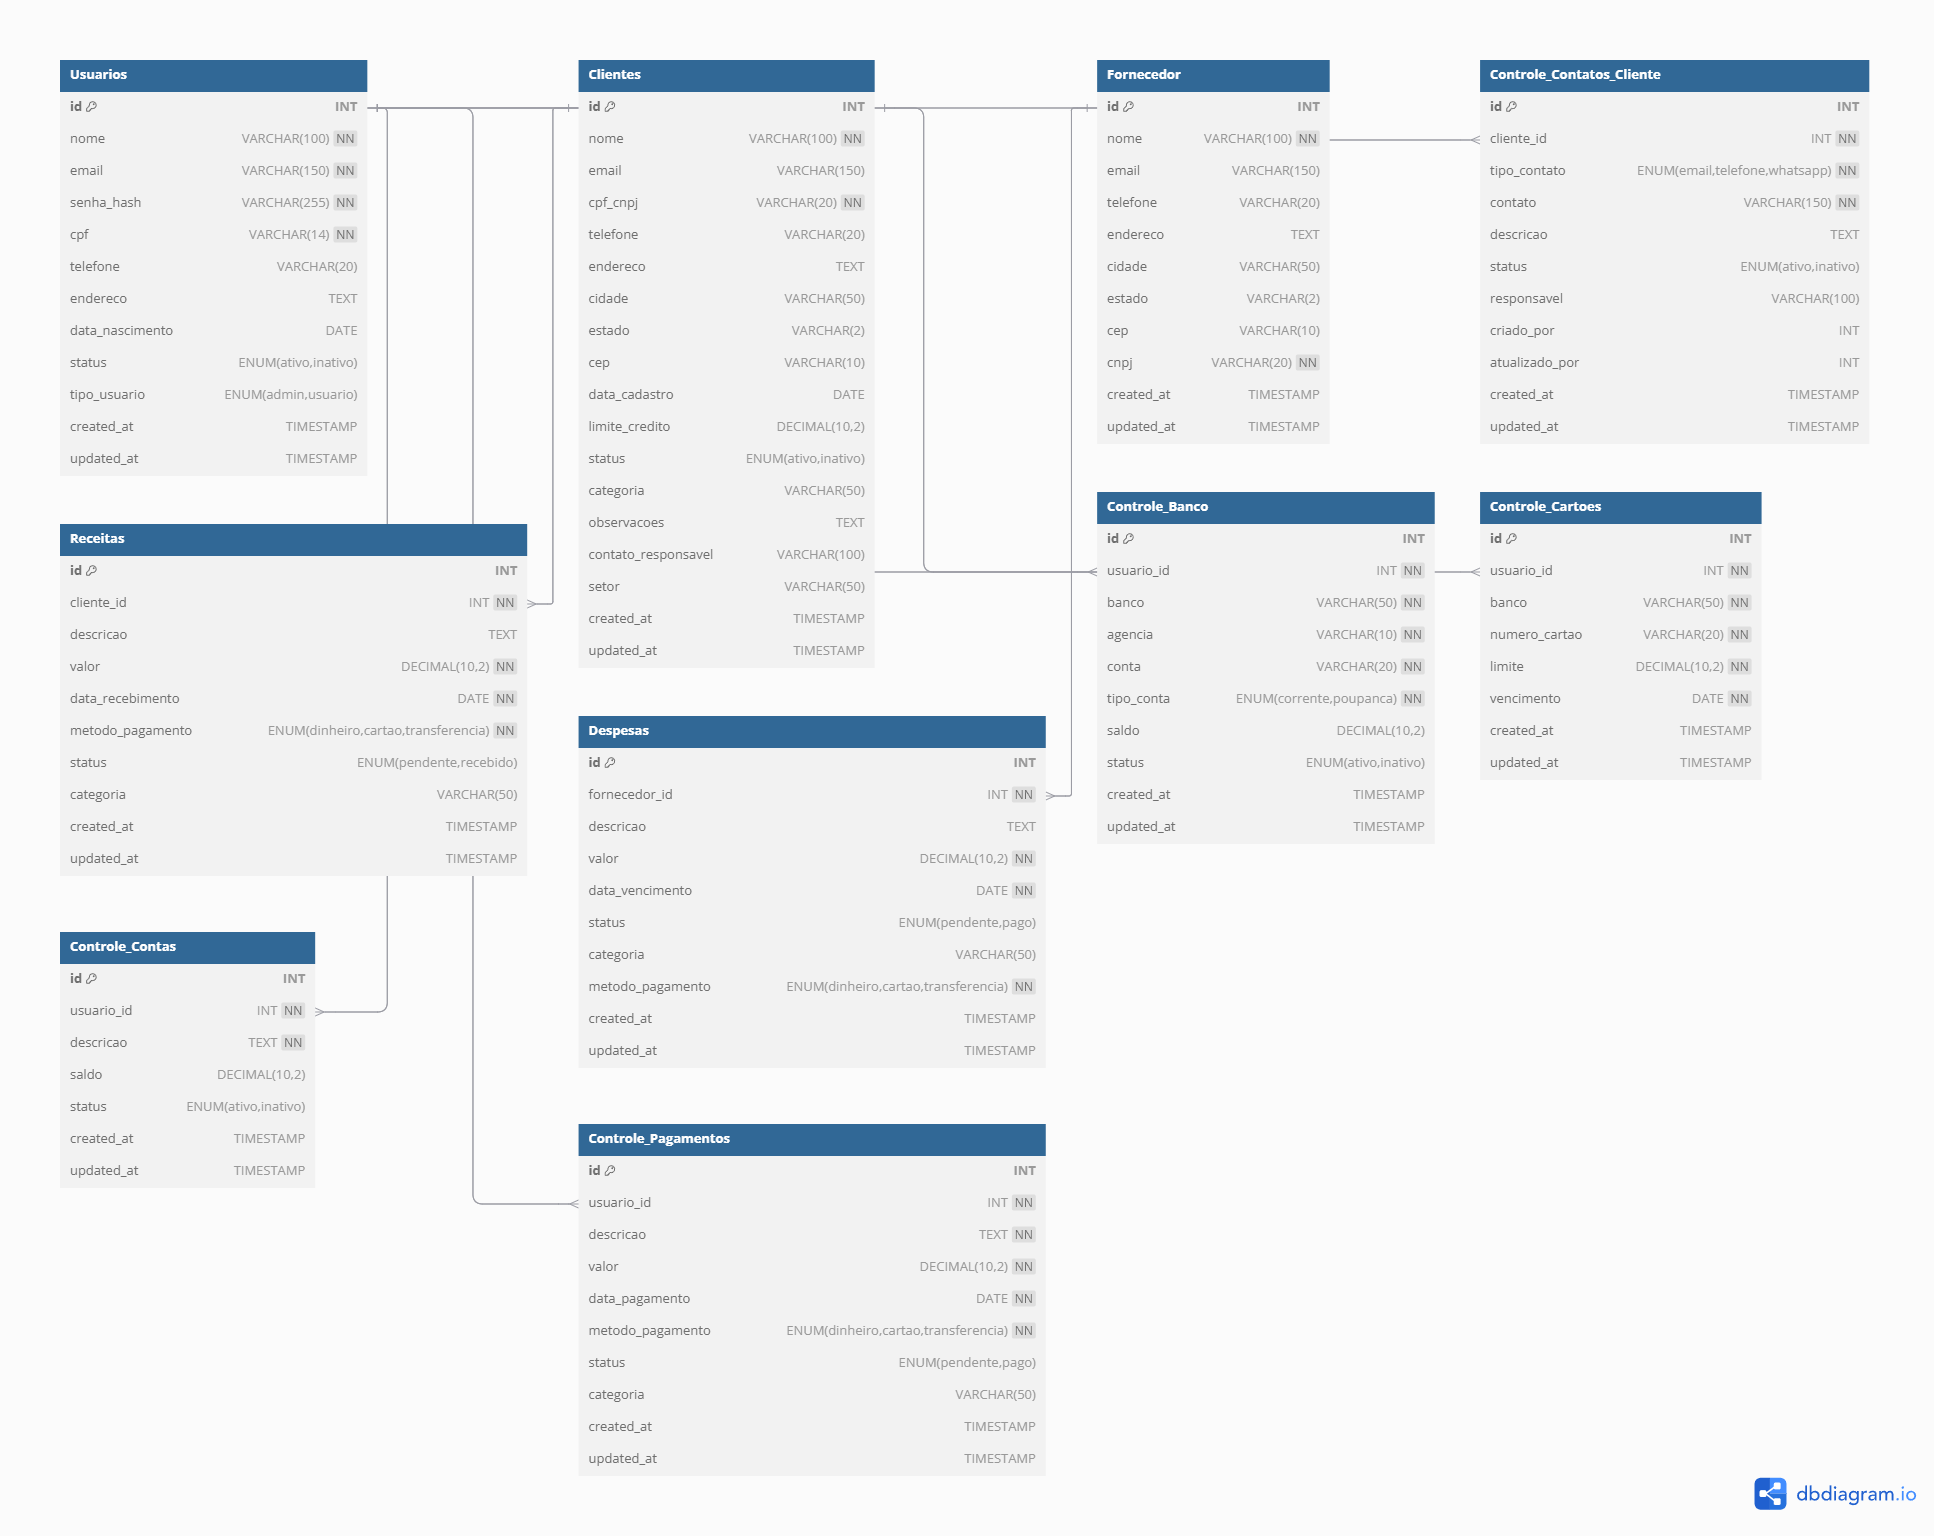 Usuarios
id INT
nome VARCHAR(100) NN
email VARCHAR(150) NN
senha_hash VARCHAR(255) NN
cpf VARCHAR(14) NN
telefone VARCHAR(20)
endereco TEXT
data_nascimento DATE
status ENUM(ativo,inativo)
tipo_usuario ENUM(admin,usuario)
created_at TIMESTAMP
updated_at TIMESTAMP
Clientes
id INT
nome VARCHAR(100) NN
email VARCHAR(150)
cpf_cnpj VARCHAR(20) NN
telefone VARCHAR(20)
endereco TEXT
cidade VARCHAR(50)
estado VARCHAR(2)
cep VARCHAR(10)
data_cadastro DATE
limite_credito DECIMAL(10,2)
status ENUM(ativo,inativo)
categoria VARCHAR(50)
observacoes TEXT
contato_responsavel VARCHAR(100)
setor VARCHAR(50)
created_at TIMESTAMP
updated_at TIMESTAMP
Fornecedor
id INT
nome VARCHAR(100) NN
email VARCHAR(150)
telefone VARCHAR(20)
endereco TEXT
cidade VARCHAR(50)
estado VARCHAR(2)
cep VARCHAR(10)
cnpj VARCHAR(20) NN
created_at TIMESTAMP
updated_at TIMESTAMP
Controle_Contatos_Cliente
id INT
cliente_id INT NN
tipo_contato ENUM(email,telefone,whatsapp) NN
contato VARCHAR(150) NN
descricao TEXT
status ENUM(ativo,inativo)
responsavel VARCHAR(100)
criado_por INT
atualizado_por INT
created_at TIMESTAMP
updated_at TIMESTAMP
Receitas
id INT
cliente_id INT NN
descricao TEXT
valor DECIMAL(10,2) NN
data_recebimento DATE NN
metodo_pagamento ENUM(dinheiro,cartao,transferencia) NN
status ENUM(pendente,recebido)
categoria VARCHAR(50)
created_at TIMESTAMP
updated_at TIMESTAMP
Controle_Banco
id INT
usuario_id INT NN
banco VARCHAR(50) NN
agencia VARCHAR(10) NN
conta VARCHAR(20) NN
tipo_conta ENUM(corrente,poupanca) NN
saldo DECIMAL(10,2)
status ENUM(ativo,inativo)
created_at TIMESTAMP
updated_at TIMESTAMP
Controle_Cartoes
id INT
usuario_id INT NN
banco VARCHAR(50) NN
numero_cartao VARCHAR(20) NN
limite DECIMAL(10,2) NN
vencimento DATE NN
created_at TIMESTAMP
updated_at TIMESTAMP
Despesas
id INT
fornecedor_id INT NN
descricao TEXT
valor DECIMAL(10,2) NN
data_vencimento DATE NN
status ENUM(pendente,pago)
categoria VARCHAR(50)
metodo_pagamento ENUM(dinheiro,cartao,transferencia) NN
created_at TIMESTAMP
updated_at TIMESTAMP
Controle_Contas
id INT
usuario_id INT NN
descricao TEXT NN
saldo DECIMAL(10,2)
status ENUM(ativo,inativo)
created_at TIMESTAMP
updated_at TIMESTAMP
Controle_Pagamentos
id INT
usuario_id INT NN
descricao TEXT NN
valor DECIMAL(10,2) NN
data_pagamento DATE NN
metodo_pagamento ENUM(dinheiro,cartao,transferencia) NN
status ENUM(pendente,pago)
categoria VARCHAR(50)
created_at TIMESTAMP
updated_at TIMESTAMP
dbdiagram.io